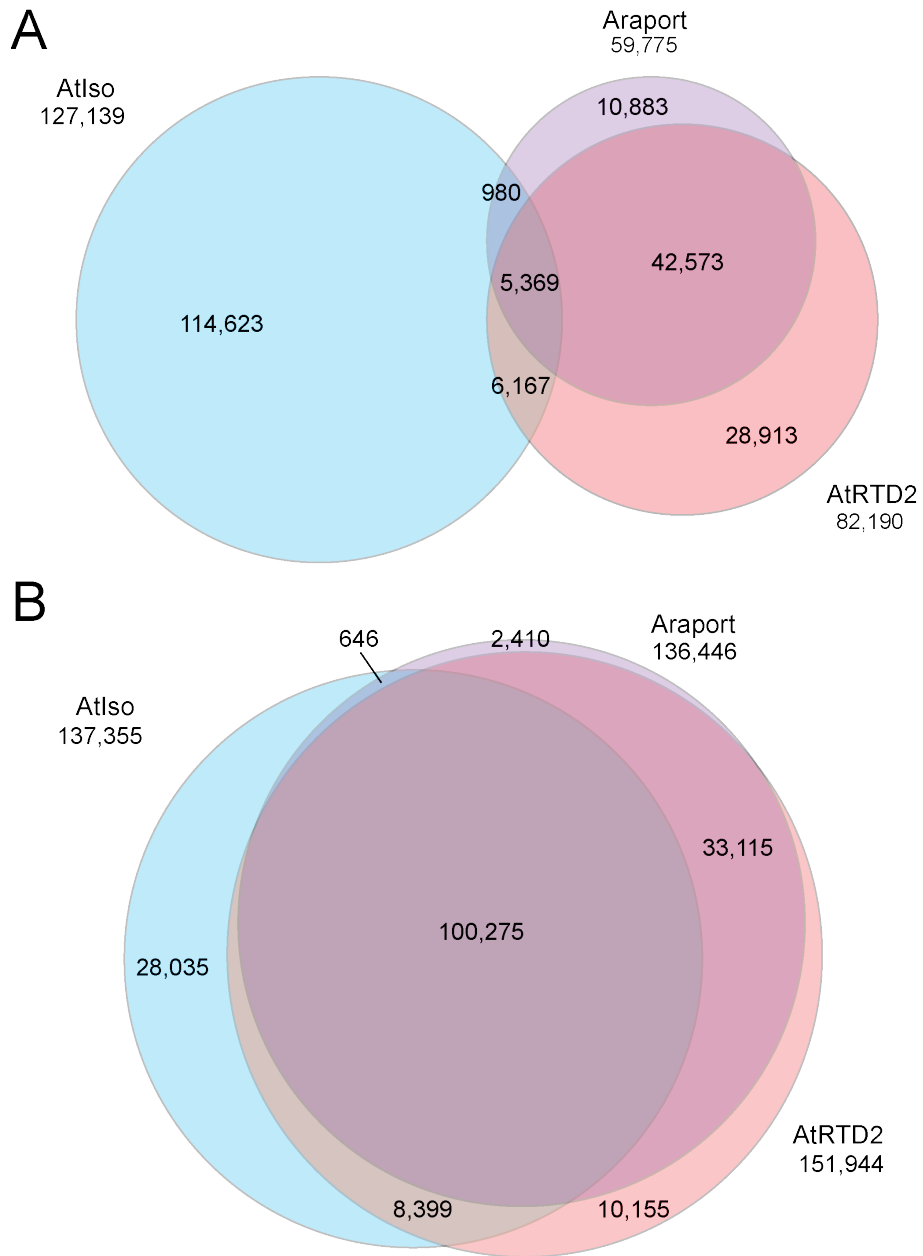 A
Araport
59,775
AtIso
127,139
10,883
980
42,573
5,369
114,623
6,167
28,913
AtRTD2
82,190
B
646
2,410
Araport
136,446
AtIso
137,355
33,115
100,275
28,035
AtRTD2
151,944
8,399
10,155